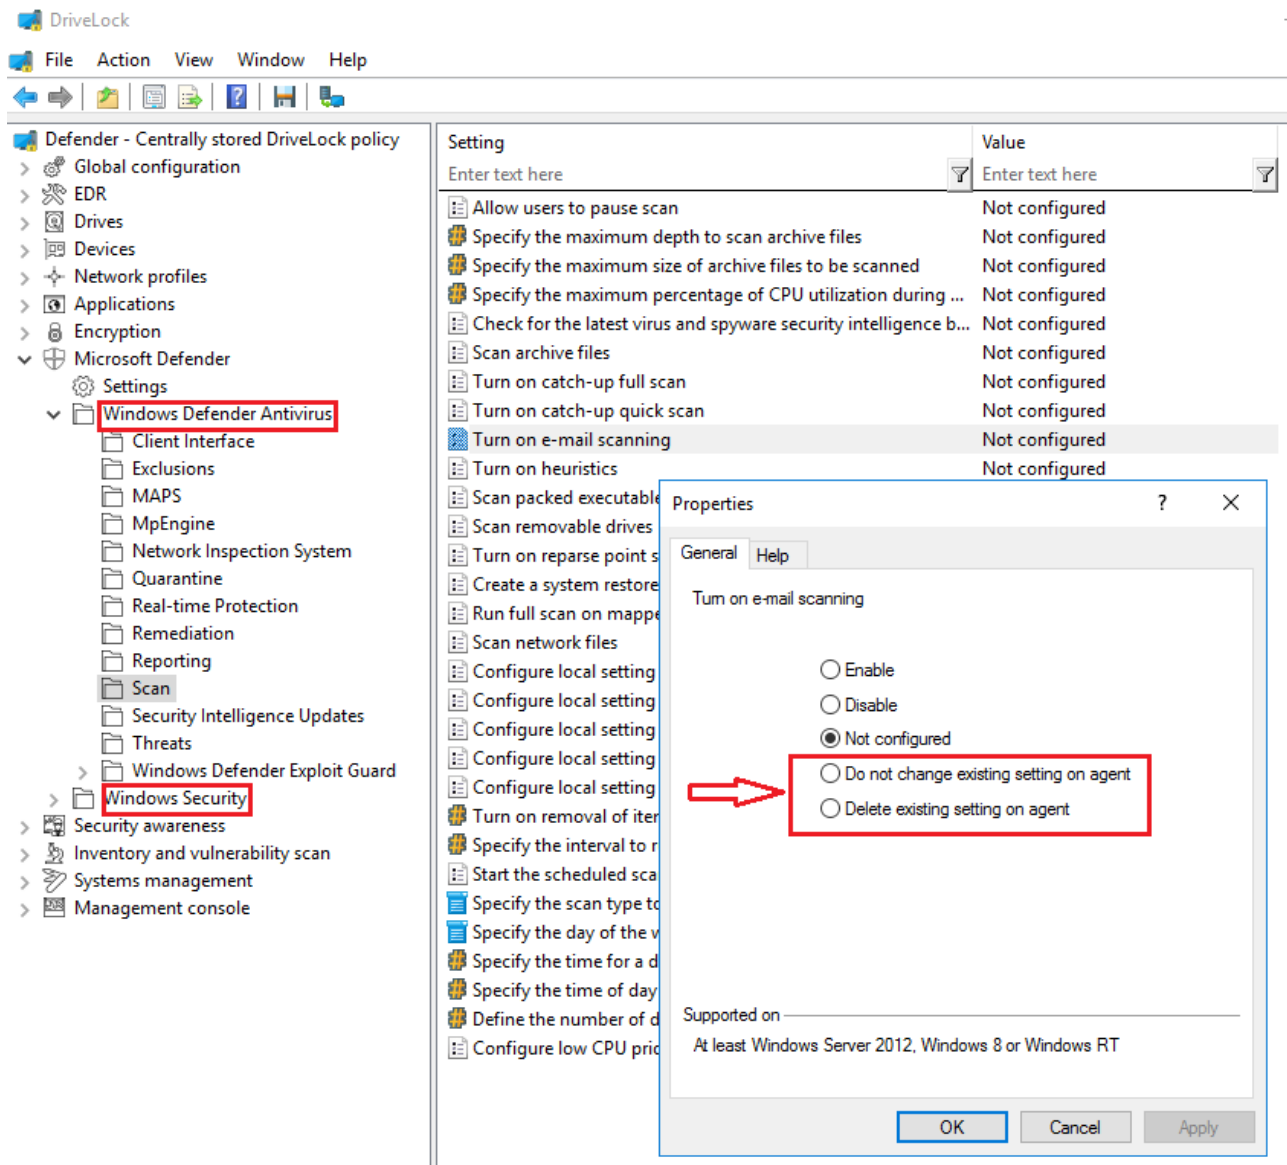 DriveLock
File Action View Window Help
Defender - Centrally stored DriveLock policy
Global configuration
EDR
Drives
Devices
Network profiles
Applications
Encryption
Microsoft Defender
Settings
Windows Defender Antivirus
Client Interface
Exclusions
MAPS
MpEngine
Network Inspection System
Quarantine
Real-time Protection
Remediation
Reporting
Scan
Security Intelligence Updates
Threats
Windows Defender Exploit Guard
Windows Security
Security awareness
Inventory and vulnerability scan
Systems management
Management console
Setting Value
Enter text here Enter text here
Allow users to pause scan Not configured
Specify the maximum depth to scan archive files Not configured
Specify the maximum size of archive files to be scanned Not configured
Specify the maximum percentage of CPU utilization during ... Not configured
Check for the latest virus and spyware security intelligence b... Not configured
Scan archive files Not configured
Turn on catch-up full scan Not configured
Turn on catch-up quick scan Not configured
Turn on e-mail scanning Not configured
Turn on heuristics Not configured
Scan packed executable
Scan removable drives
Turn on reparse point s
Create a system restore
Run full scan on mappe
Scan network files
Configure local setting
Configure local setting
Configure local setting
Configure local setting
Configure local setting
Turn on removal of iter
Specify the interval to r
Start the scheduled sca
Specify the scan type to
Specify the day of the w
Specify the time for a d
Specify the time of day
Define the number of d
Configure low CPU pric
Properties ?
General Help
Turn on e-mail scanning
Enable
Disable
Not configured
Do not change existing setting on agent
Delete existing setting on agent
Supported on
At least Windows Server 2012, Windows 8 or Windows RT
OK Cancel Apply